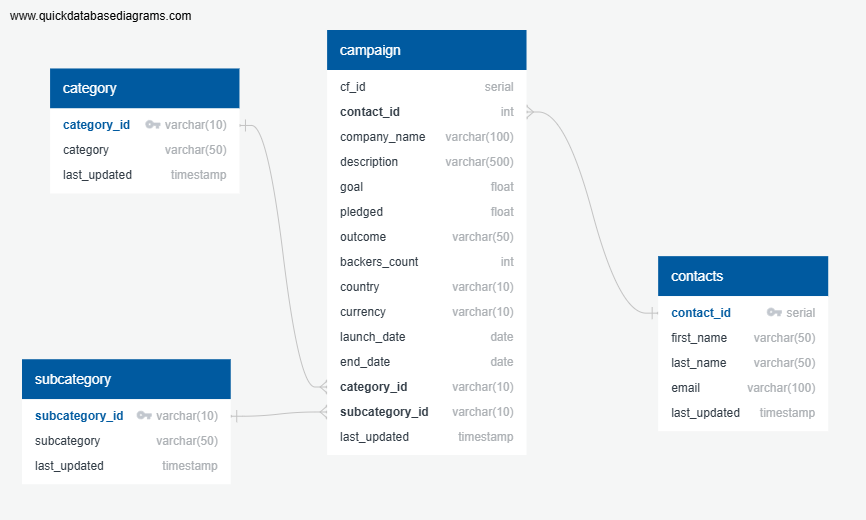 www.quickdatabasediagrams.com
category
category_id varchar(10)
category varchar(50)
last_updated timestamp
campaign
cf_id serial
contact_id int
company_name varchar(100)
description varchar(500)
goal float
pledged float
outcome varchar(50)
backers_count int
country varchar(10)
currency varchar(10)
launch_date date
end_date date
category_id varchar(10)
subcategory_id varchar(10)
last_updated timestamp
subcategory
subcategory_id varchar(10)
subcategory varchar(50)
last_updated timestamp
contacts
contact_id serial
first_name varchar(50)
last_name varchar(50)
email varchar(100)
last_updated timestamp